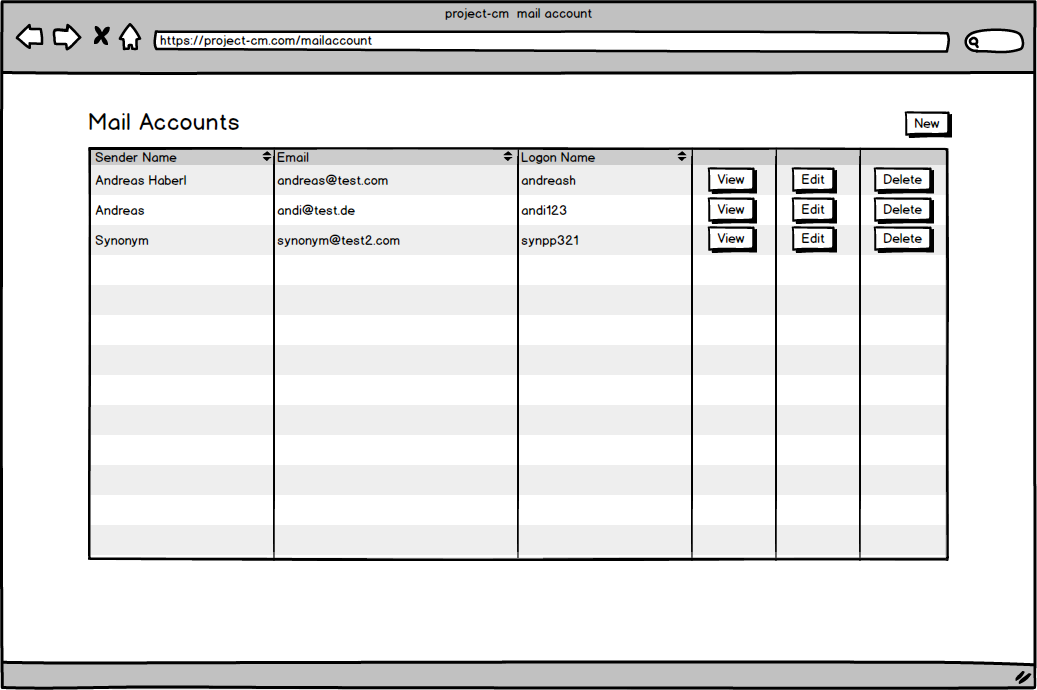 project-cm mail account
https://project-cm.com/mailaccount
Mail Accounts
New
Sender Name Email Logon Name
Andreas Haberl andreas@test.com andreash View Edit Delete
Andreas andi@test.de andi123 View Edit Delete
Synonym synonym@test2.com synpp321 View Edit Delete